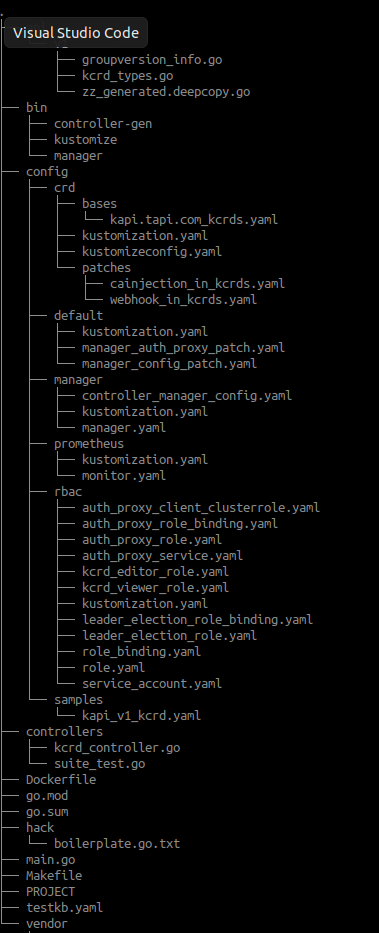 .
Visual Studio Code
groupversion_info.go
kcrd_types.go
zz_generated.deepcopy.go
bin
controller-gen
kustomize
manager
config
crd
bases
kapi.tapi.com_kcrds.yaml
kustomization.yaml
kustomizeconfig.yaml
patches
cainjection_in_kcrds.yaml
webhook_in_kcrds.yaml
default
kustomization.yaml
manager_auth_proxy_patch.yaml
manager_config_patch.yaml
manager
controller_manager_config.yaml
kustomization.yaml
manager.yaml
prometheus
kustomization.yaml
monitor.yaml
rbac
auth_proxy_client_clusterrole.yaml
auth_proxy_role_binding.yaml
auth_proxy_role.yaml
auth_proxy_service.yaml
kcrd_editor_role.yaml
kcrd_viewer_role.yaml
kustomization.yaml
leader_election_role_binding.yaml
leader_election_role.yaml
role_binding.yaml
role.yaml
service_account.yaml
samples
kapi_v1_kcrd.yaml
controllers
kcrd_controller.go
suite_test.go
Dockerfile
go.mod
go.sum
hack
boilerplate.go.txt
main.go
Makefile
PROJECT
testkb.yaml
vendor